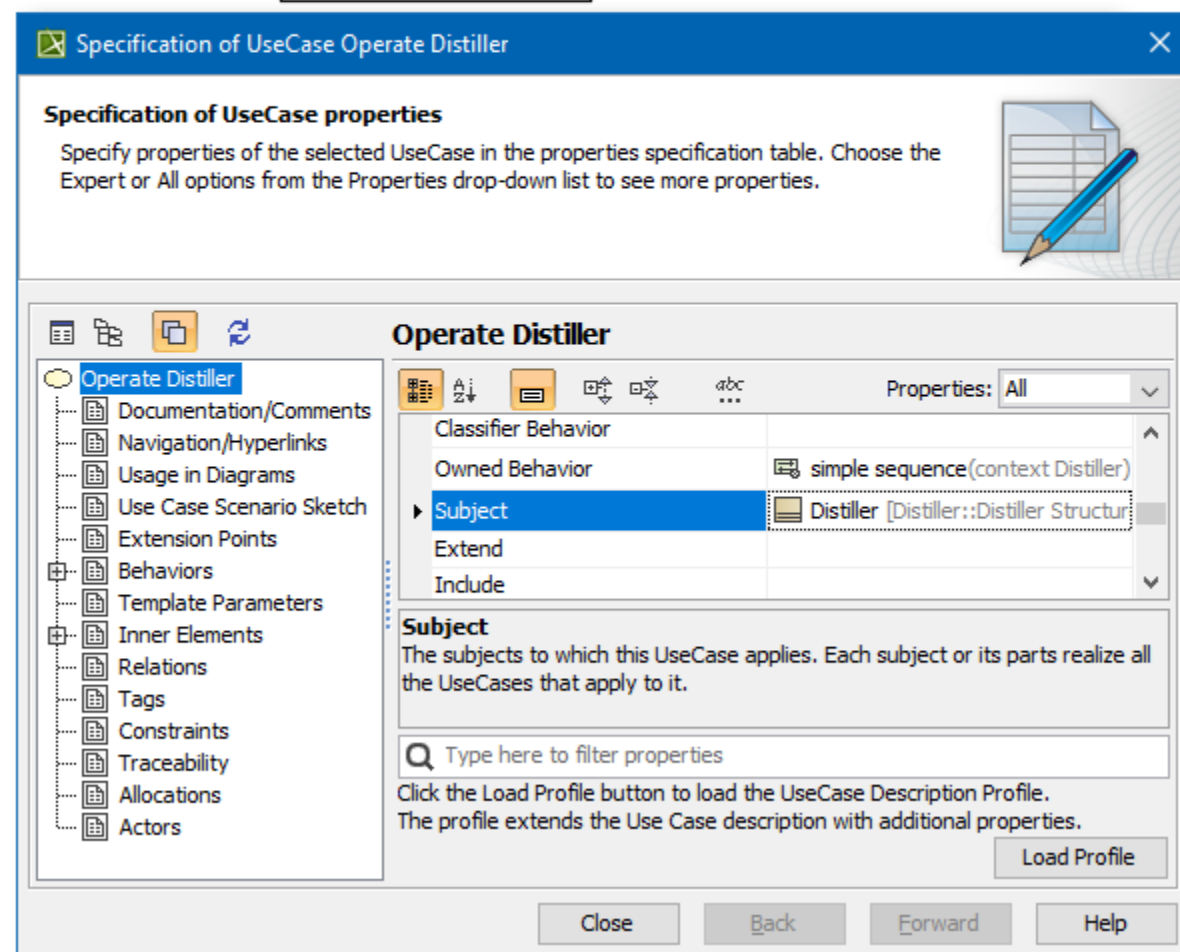 Specification of UseCase Operate Distiller
Specification of UseCase properties
Specify properties of the selected UseCase in the properties specification table. Choose the
Expert or All options from the Properties drop-down list to see more properties.
Operate Distiller
Documentation/Comments
Navigation/Hyperlinks
Usage in Diagrams
Use Case Scenario Sketch
Extension Points
Behaviors
Template Parameters
Inner Elements
Relations
Tags
Constraints
Traceability
Allocations
Actors
Operate Distiller
Properties: All
Classifier Behavior
Owned Behavior simple sequence(context Distiller)
Subject Distiller [Distiller::Distiller Structur
Extend
Include
Subject
The subjects to which this UseCase applies. Each subject or its parts realize all
the UseCases that apply to it.
Type here to filter properties
Click the Load Profile button to load the UseCase Description Profile.
The profile extends the Use Case description with additional properties.
Load Profile
Close Back Forward Help